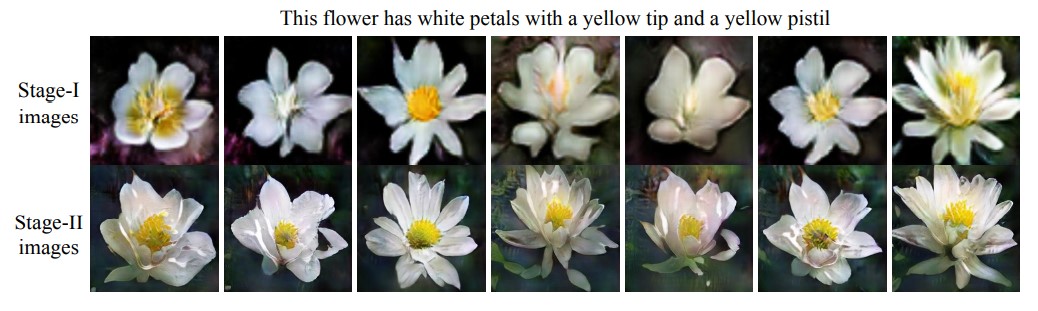 This flower has white petals with a yellow tip and a yellow pistil
Stage-I
images
Stage-II
images